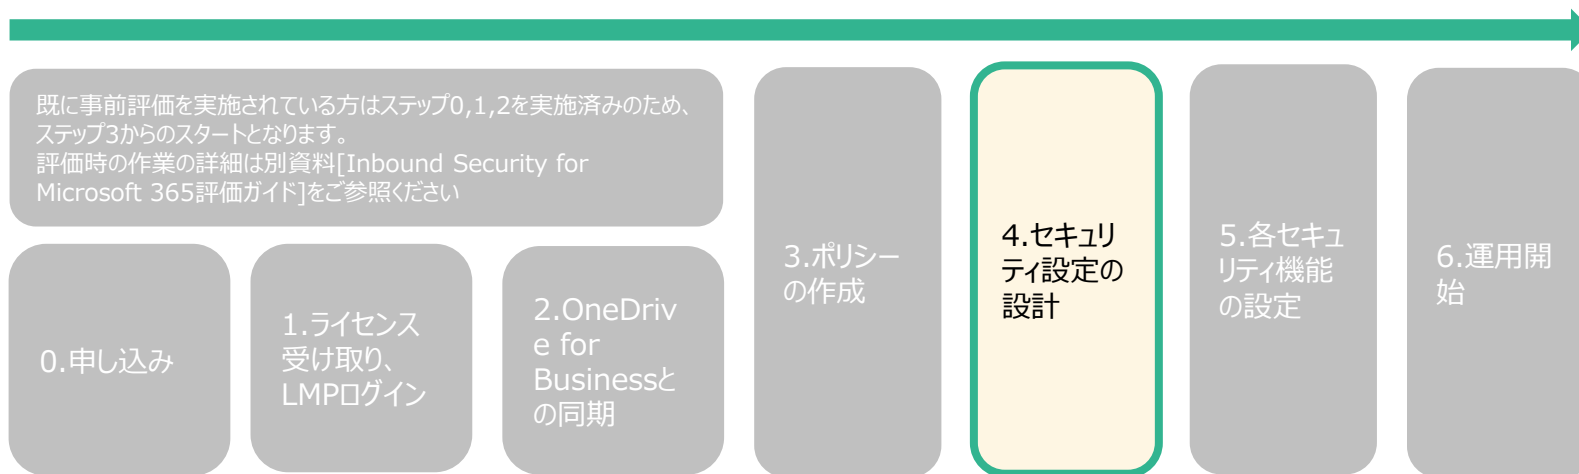 既に事前評価を実施されている方はステップ0,1,2を実施済みのため、
ステップ3からのスタートとなります。
評価時の作業の詳細は別資料[Inbound Security for
Microsoft 365評価ガイド]をご参照ください
0.申し込み
1.ライセンス
受け取り、
LMPログイン
2.OneDriv
e for
Businessと
の同期
3.ポリシー
の作成
4.セキュリ
ティ設定の
設計
5.各セキュ
リティ機能
の設定
6.運用開
始